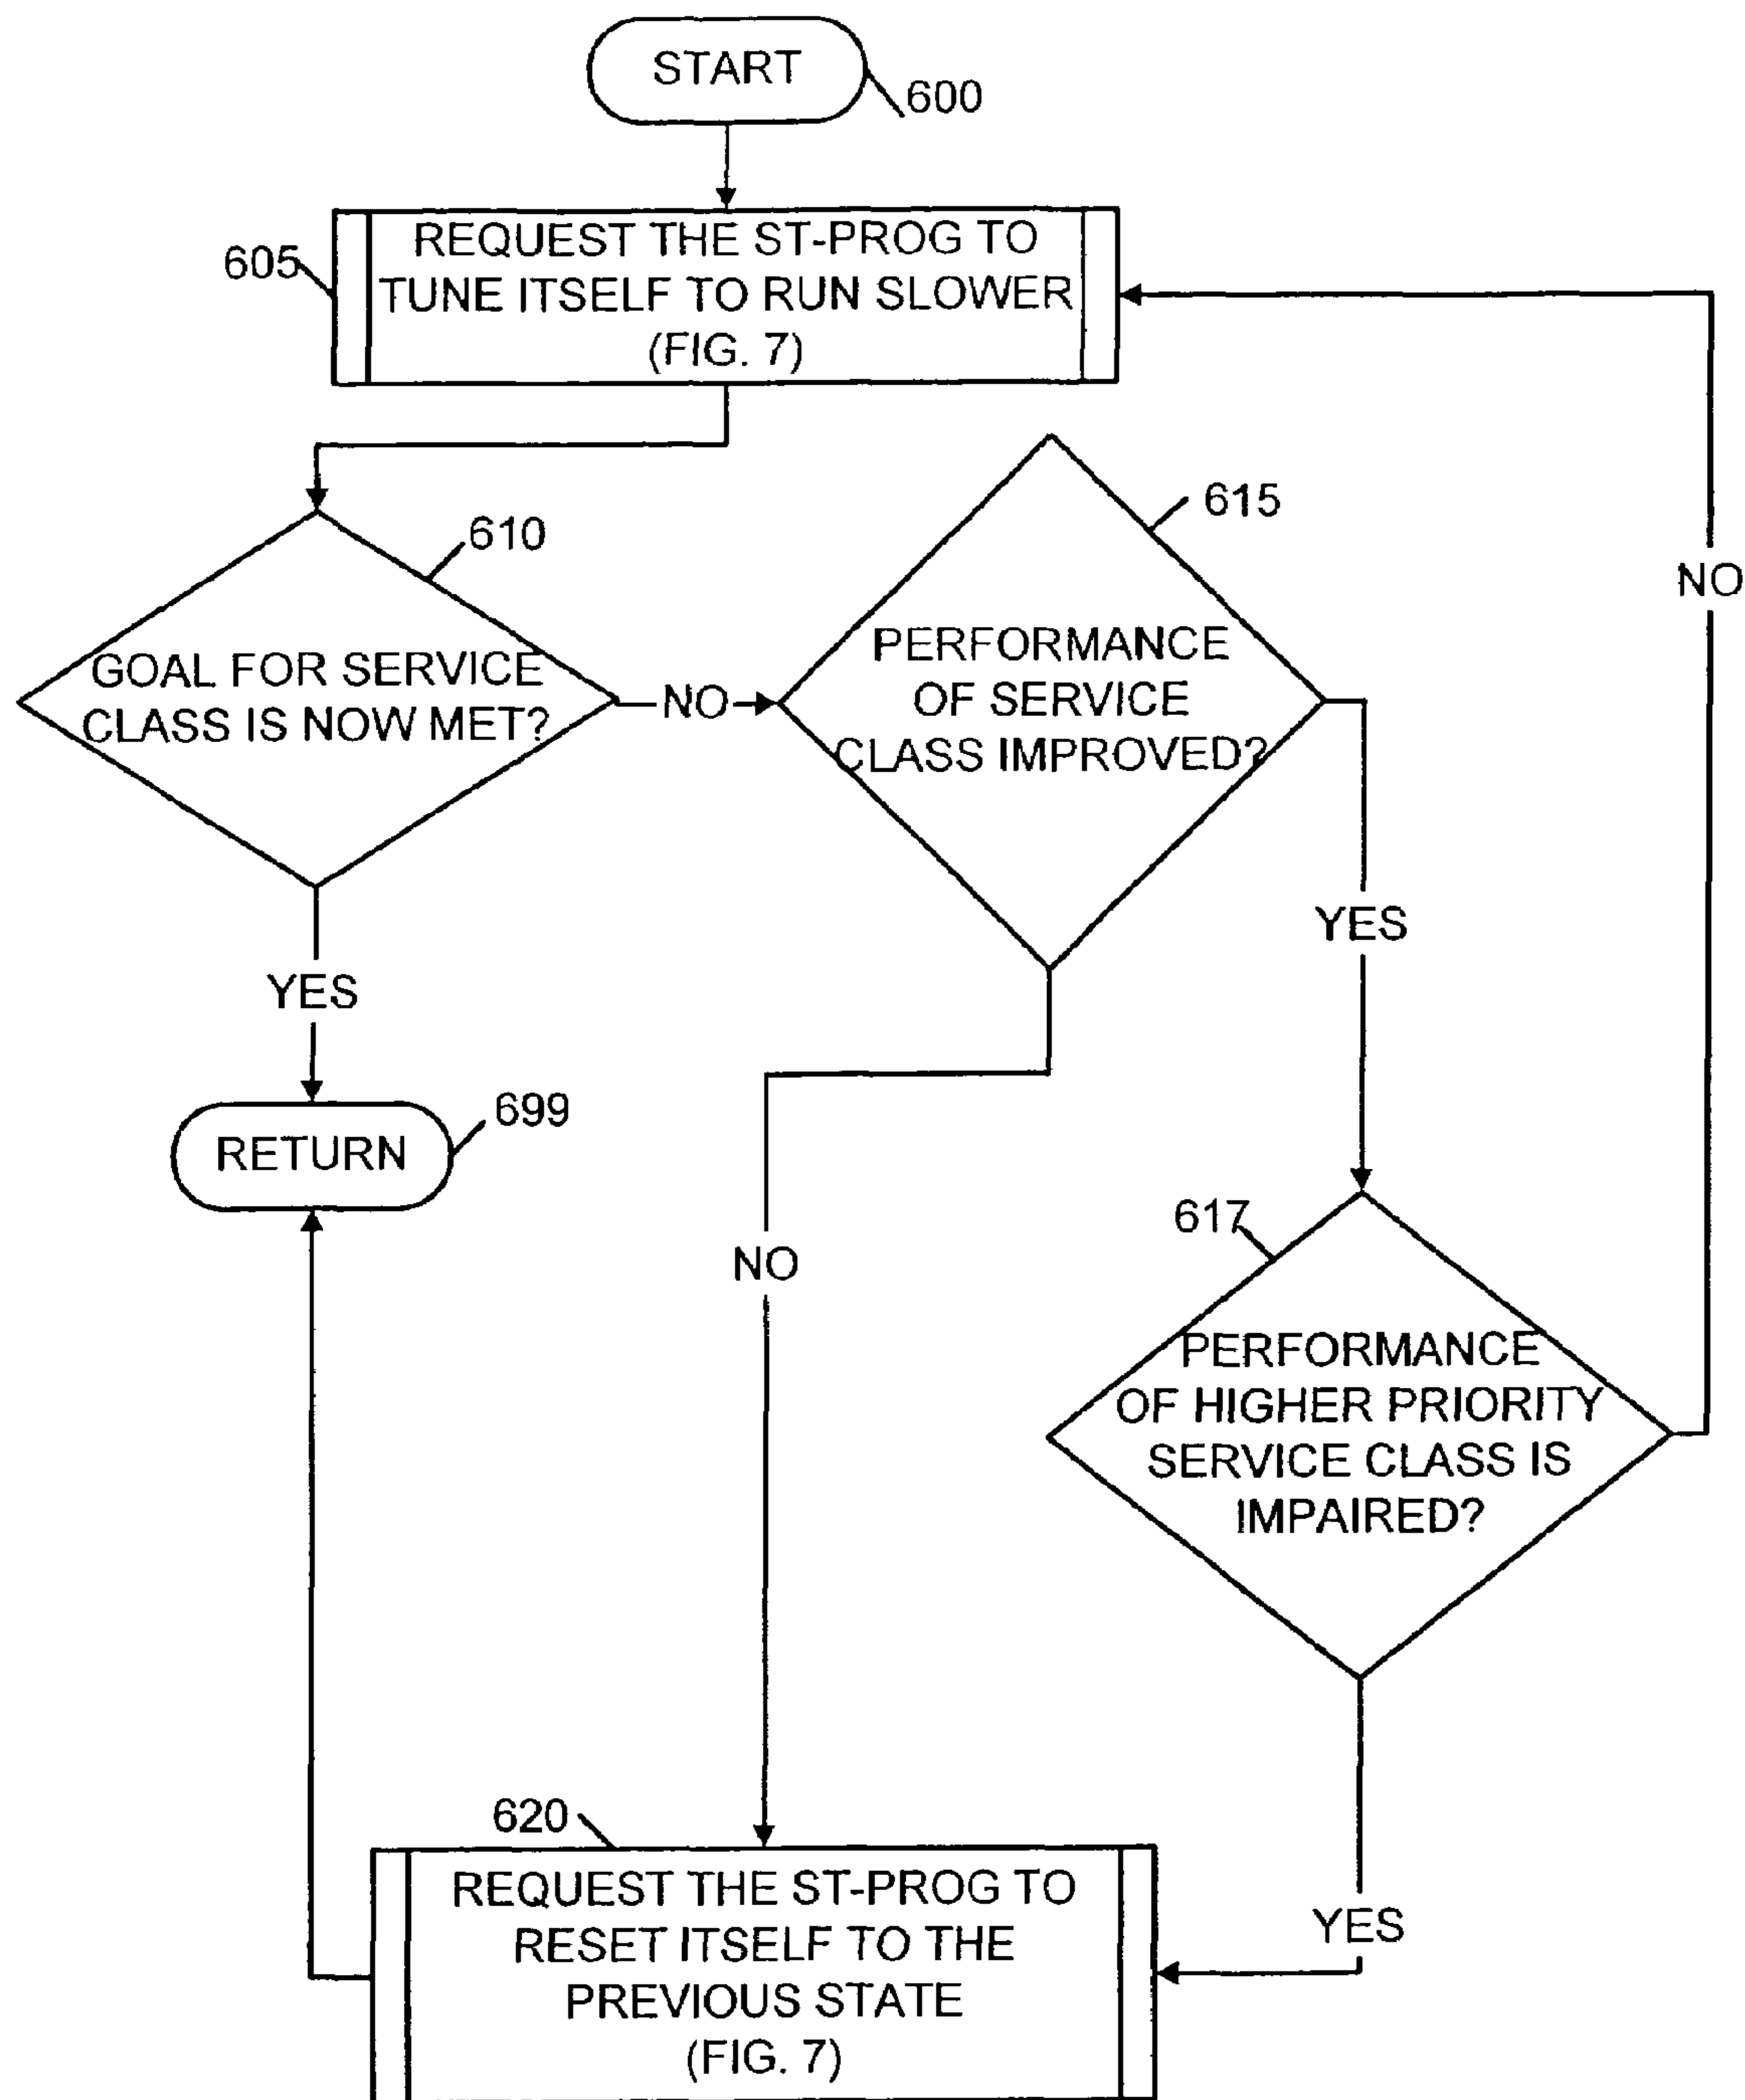 START
600
605
REQUEST THE ST-PROG TO
TUNE ITSELF TO RUN SLOWER
(FIG. 7)
610
615
GOAL FOR SERVICE
CLASS IS NOW MET?
NO
PERFORMANCE
OF SERVICE
CLASS IMPROVED?
NO
YES
YES
RETURN
699
NO
617
PERFORMANCE
OF HIGHER PRIORITY
SERVICE CLASS IS
IMPAIRED?
YES
620
REQUEST THE ST-PROG TO
RESET ITSELF TO THE
PREVIOUS STATE
(FIG. 7)